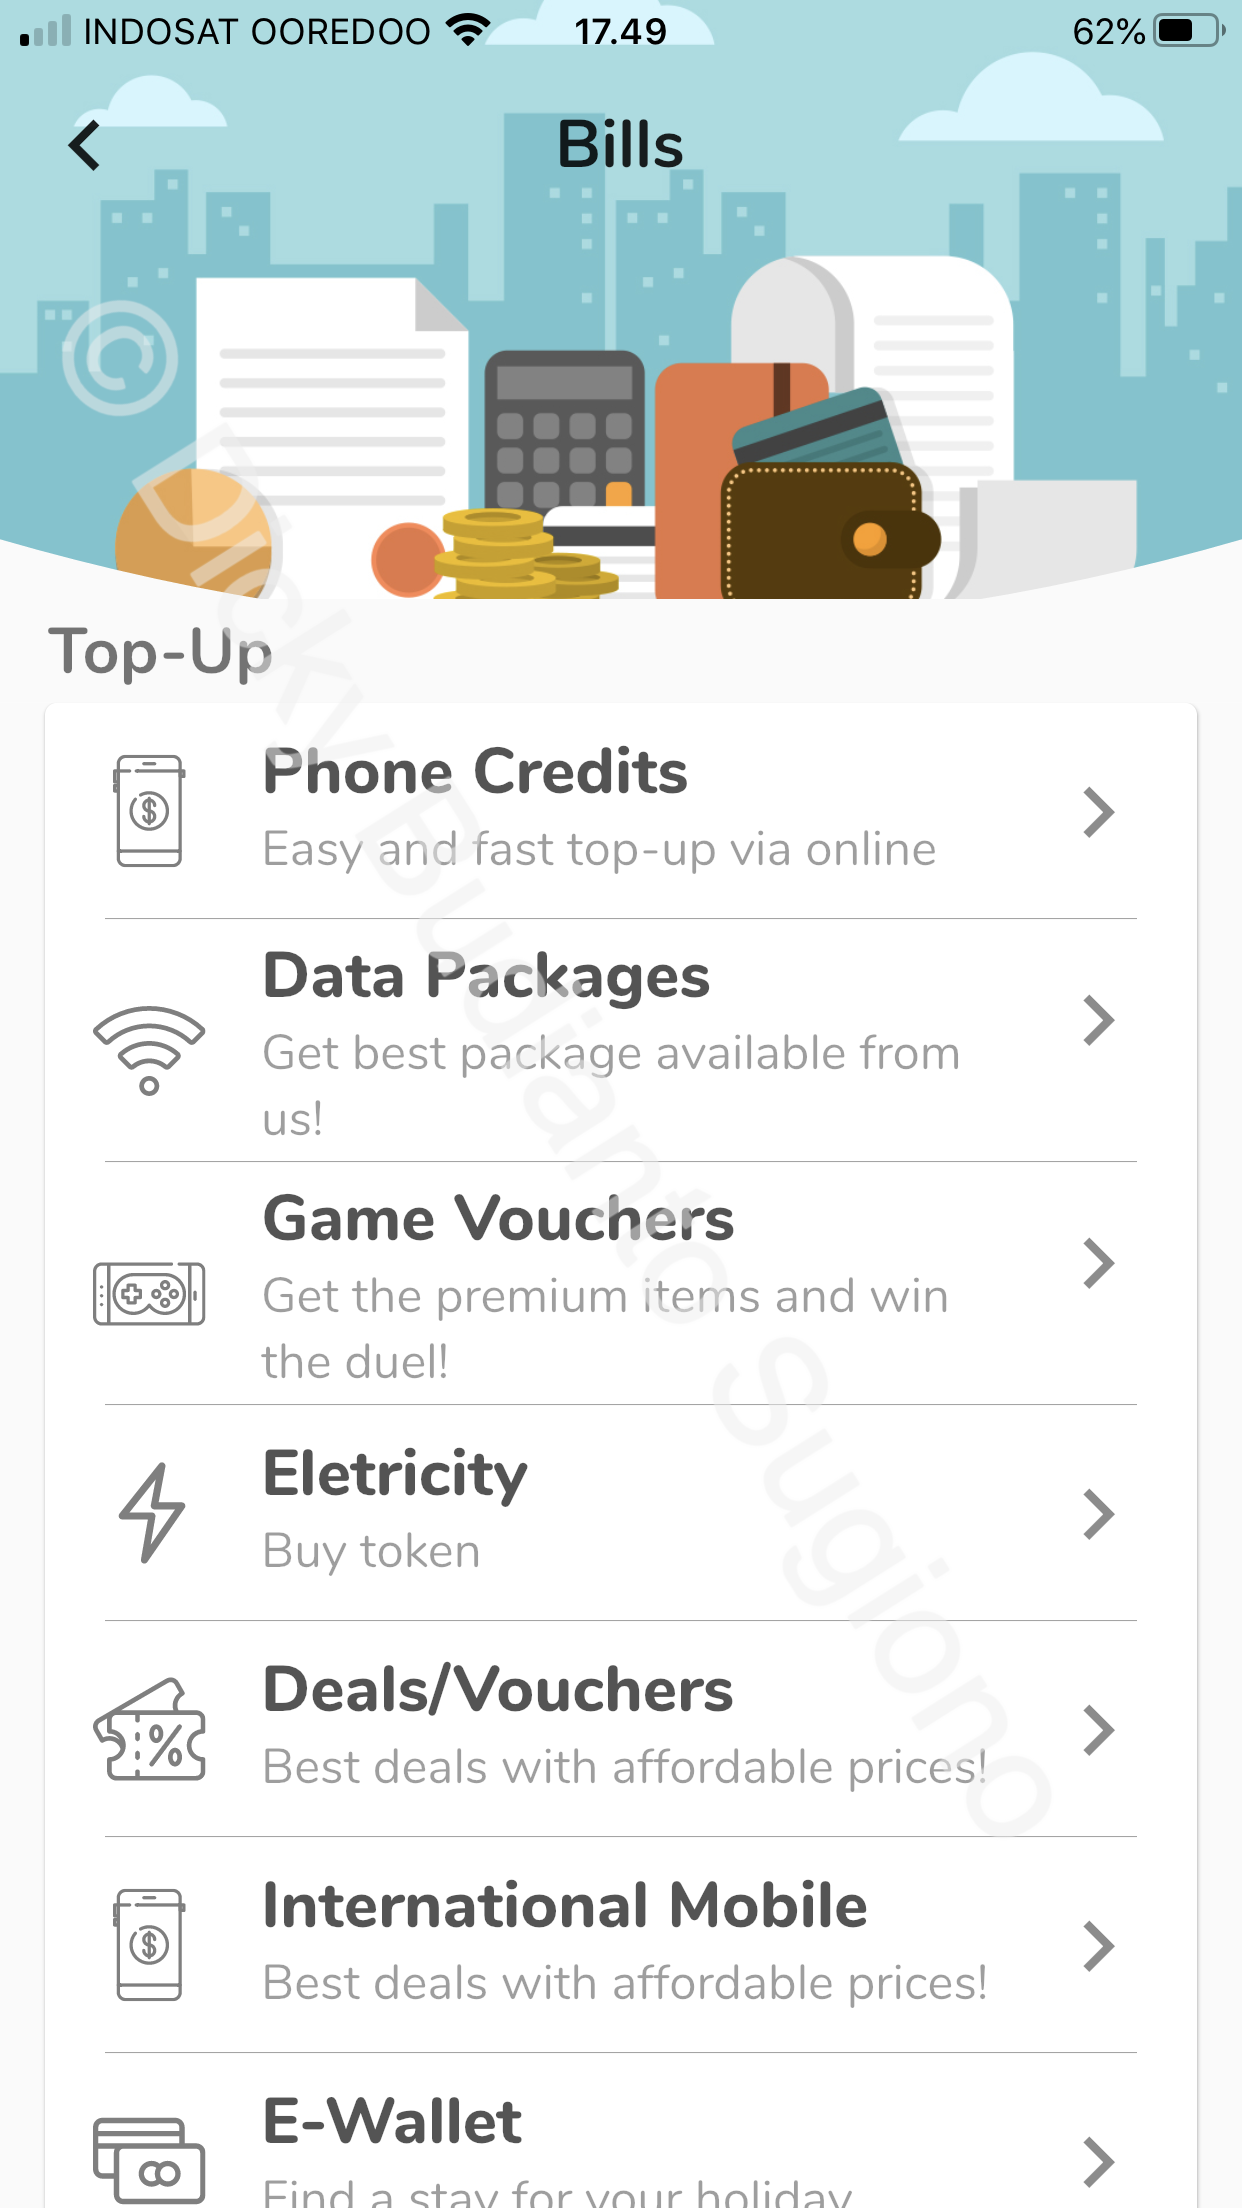 INDOSAT OOREDOO 17.49 62%
Bills
Top-Up
Phone Credits
Easy and fast top-up via online
Data Packages
Get best package available from
us!
Game Vouchers
Get the premium items and win
the duel!
Eletricity
Buy token
Deals/Vouchers
Best deals with affordable prices!
International Mobile
Best deals with affordable prices!
E-Wallet
Find a stay for your holiday
© Dicky Budianto Sugiono